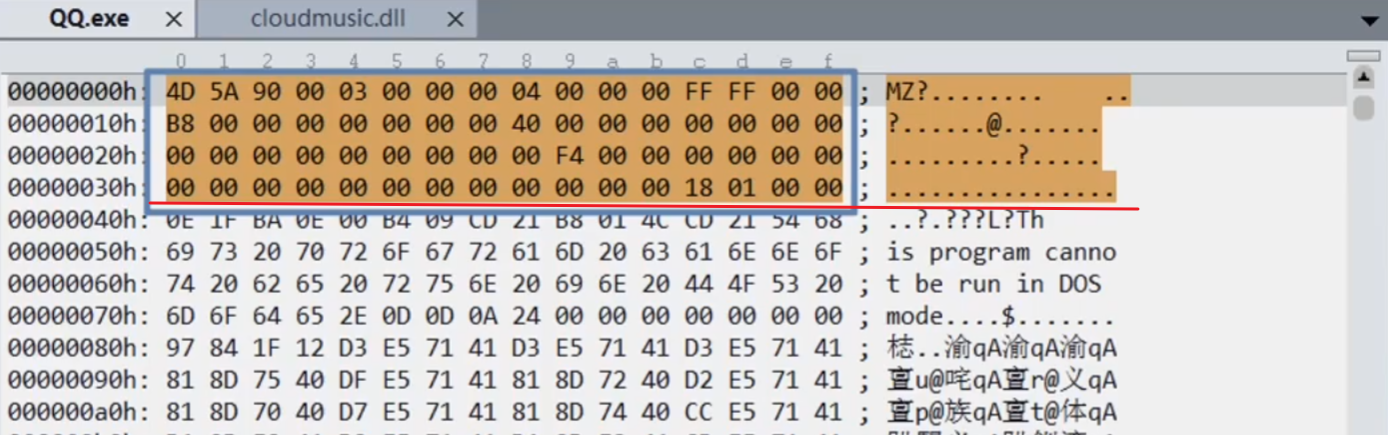 QQ.exe × cloudmusic.dll ×
0 1 2 3 4 5 6 7 8 9 a b c d e f
00000000h: 4D 5A 90 00 03 00 00 00 04 00 00 00 FF FF 00 00 ; MZ?........ ..
00000010h: B8 00 00 00 00 00 00 00 40 00 00 00 00 00 00 00 ; ?......@.......
00000020h: 00 00 00 00 00 00 00 00 00 F4 00 00 00 00 00 00 ; .........?.....
00000030h: 00 00 00 00 00 00 00 00 00 00 00 00 18 01 00 00 ; ................
00000040h: 0E 1F BA 0E 00 B4 09 CD 21 B8 01 4C CD 21 54 68 ; ..?.???L?Th
00000050h: 69 73 20 70 72 6F 67 72 61 6D 20 63 61 6E 6E 6F ; is program canno
00000060h: 74 20 62 65 20 72 75 6E 20 69 6E 20 44 4F 53 20 ; t be run in DOS
00000070h: 6D 6F 64 65 2E 0D 0D 0A 24 00 00 00 00 00 00 00 ; mode....$.......
00000080h: 97 84 1F 12 D3 E5 71 41 D3 E5 71 41 D3 E5 71 41 ; 梽..渝qA渝qA渝qA
00000090h: 81 8D 75 40 DF E5 71 41 81 8D 72 40 D2 E5 71 41 ; 亶u@咤qA亶r@义qA
000000a0h: 81 8D 70 40 D7 E5 71 41 81 8D 74 40 CC E5 71 41 ; 亶p@族qA亶t@体qA